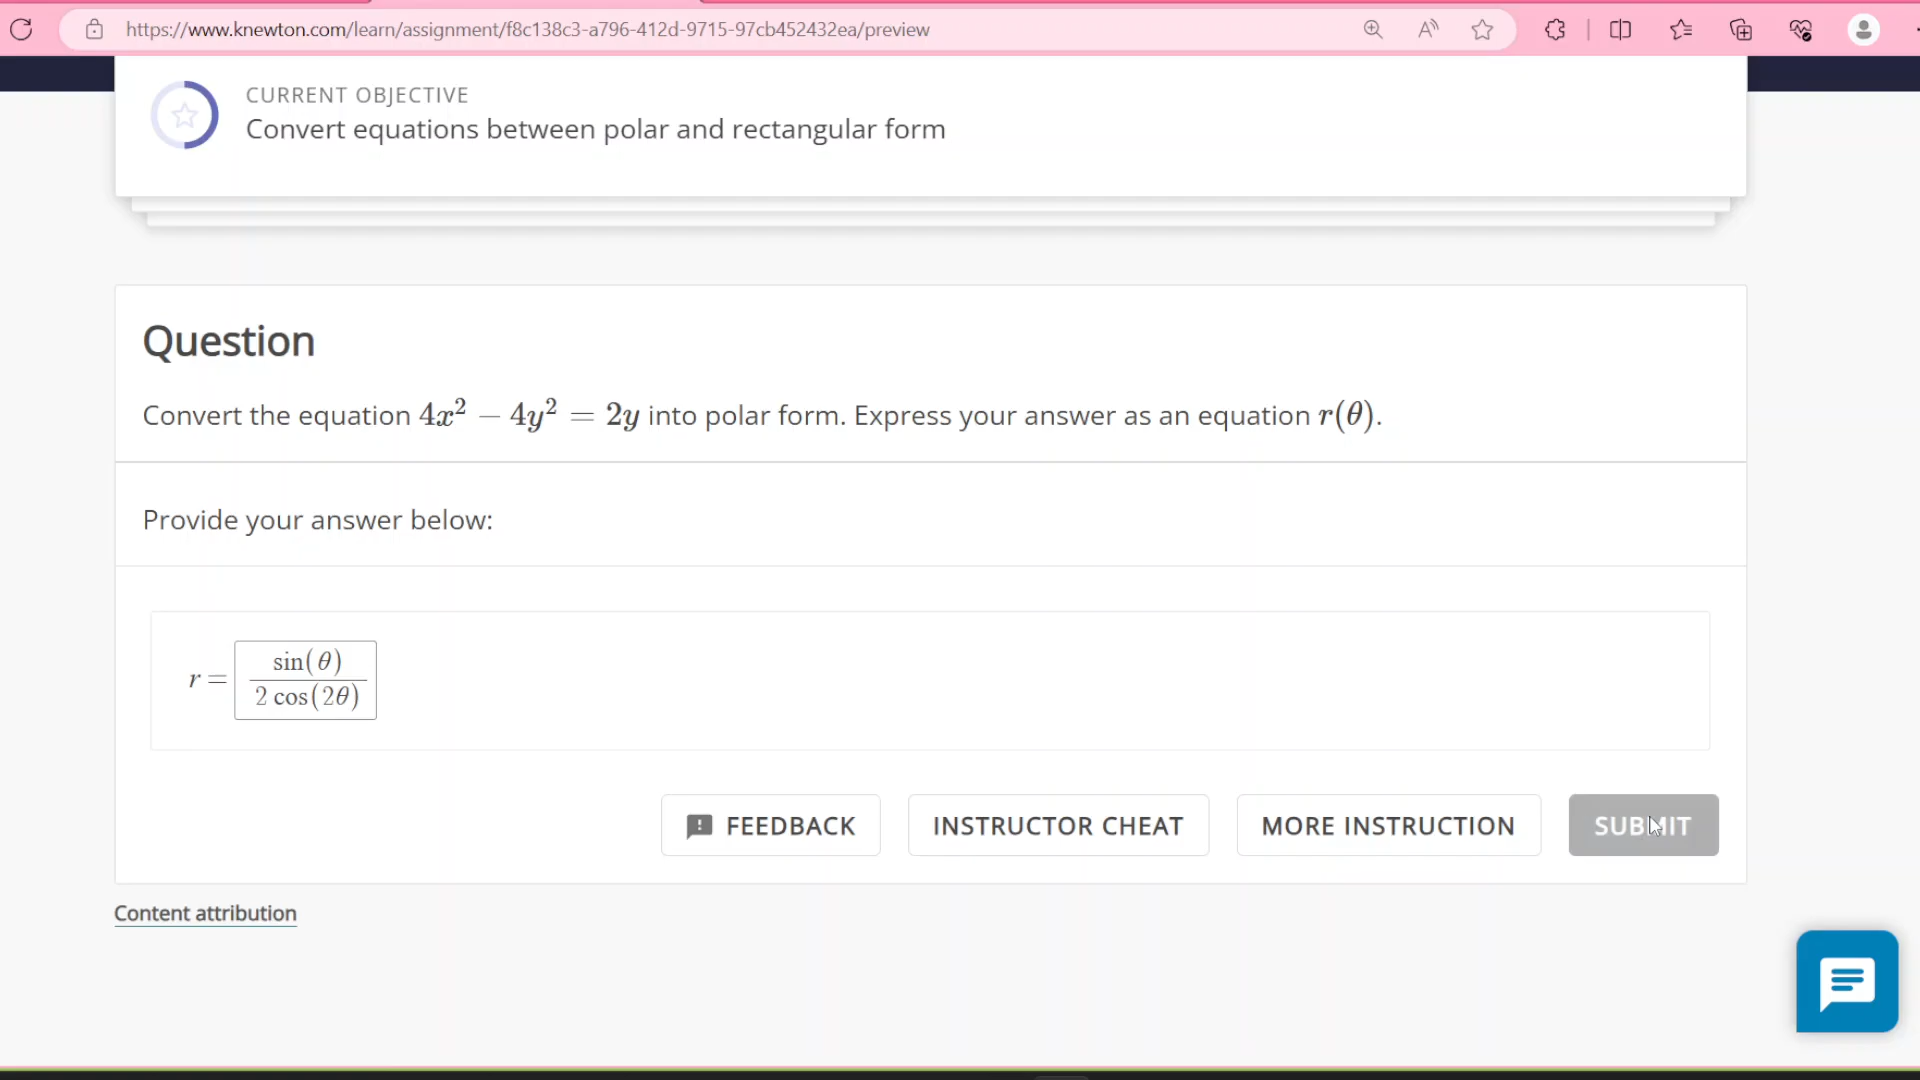 https://www.knewton.com/learn/assignment/f8c138c3-a796-412d-9715-97cb452432ea/preview
CURRENT OBJECTIVE
Convert equations between polar and rectangular form
Question
Convert the equation 4x² − 4y² = 2y into polar form. Express your answer as an equation r(θ).
Provide your answer below:
r = sin(θ) / 2 cos(2θ)
FEEDBACK INSTRUCTOR CHEAT MORE INSTRUCTION SUBMIT
Content attribution